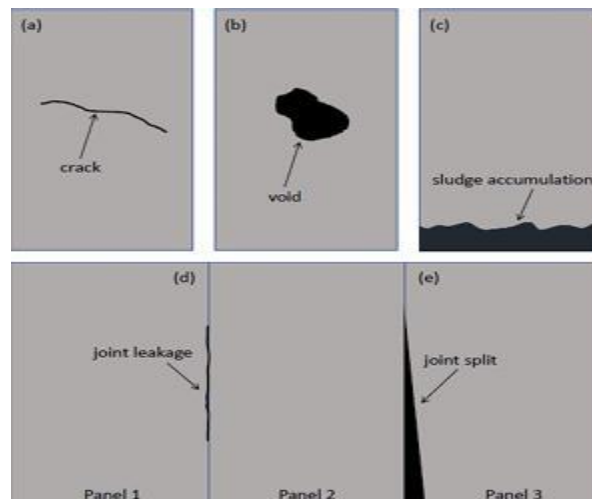 (a)
crack
(b)
void
(c)
sludge accumulation
(d)
joint leakage
Panel 1
Panel 2
(e)
joint split
Panel 3